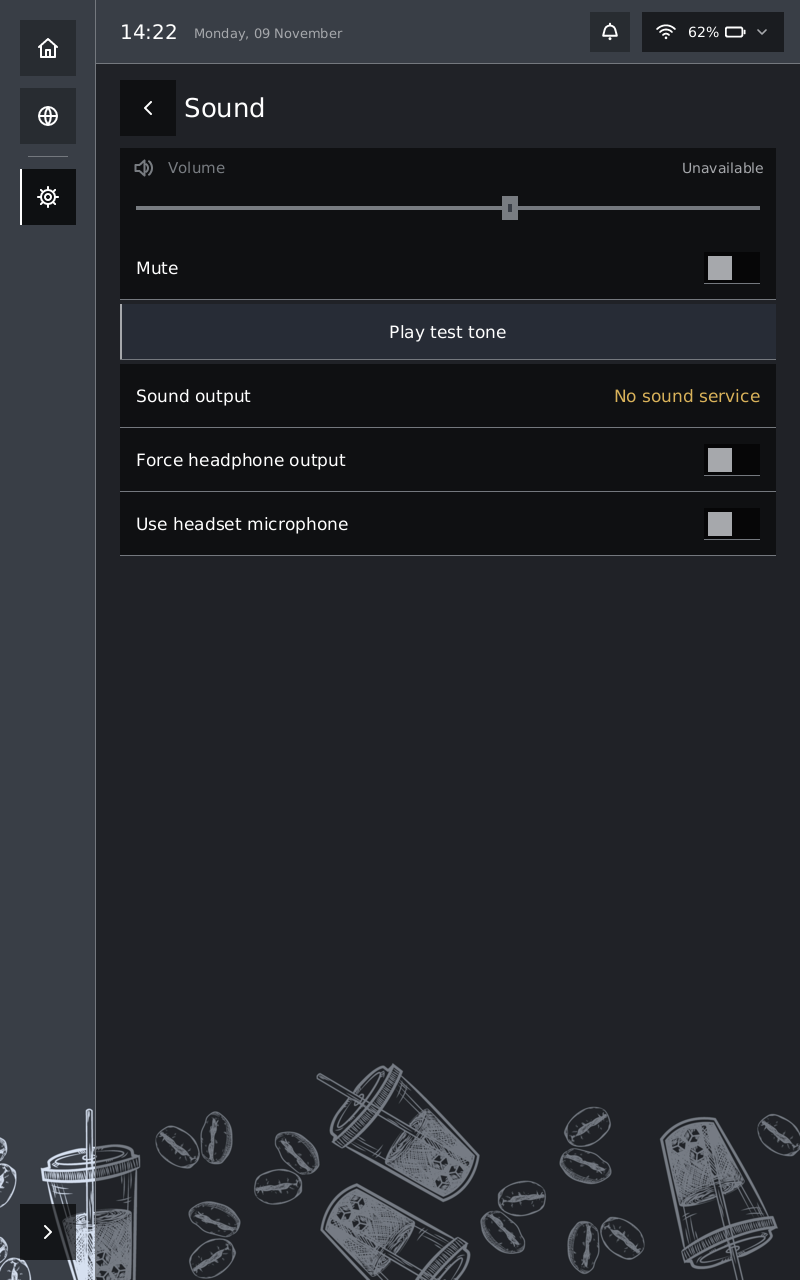 14:22 Monday, 09 November 62%
Sound
Volume Unavailable
Mute
Play test tone
Sound output No sound service
Force headphone output
Use headset microphone